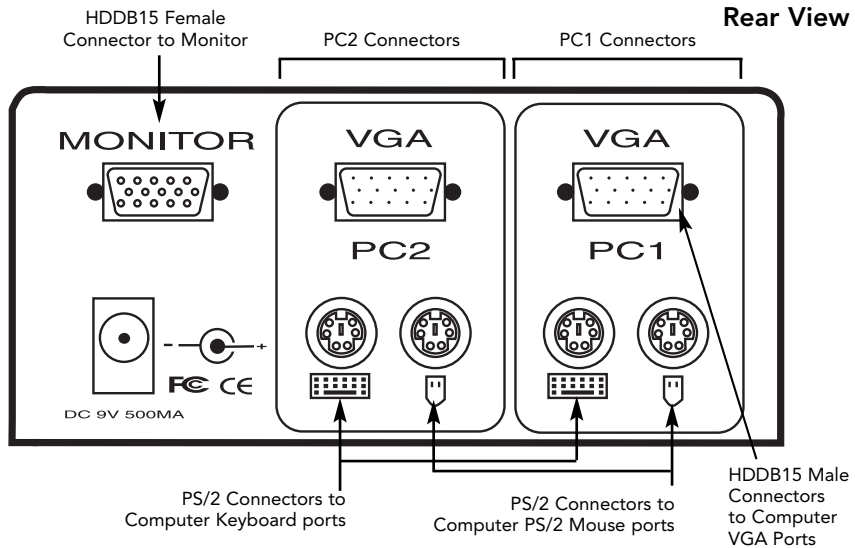 Rear View
HDDB15 Female
Connector to Monitor
PC2 Connectors
PC1 Connectors
MONITOR
VGA
VGA
PC2
PC1
- +
FC CE
DC 9V 500MA
PS/2 Connectors to
Computer Keyboard ports
PS/2 Connectors to
Computer PS/2 Mouse ports
HDDB15 Male
Connectors
to Computer
VGA Ports